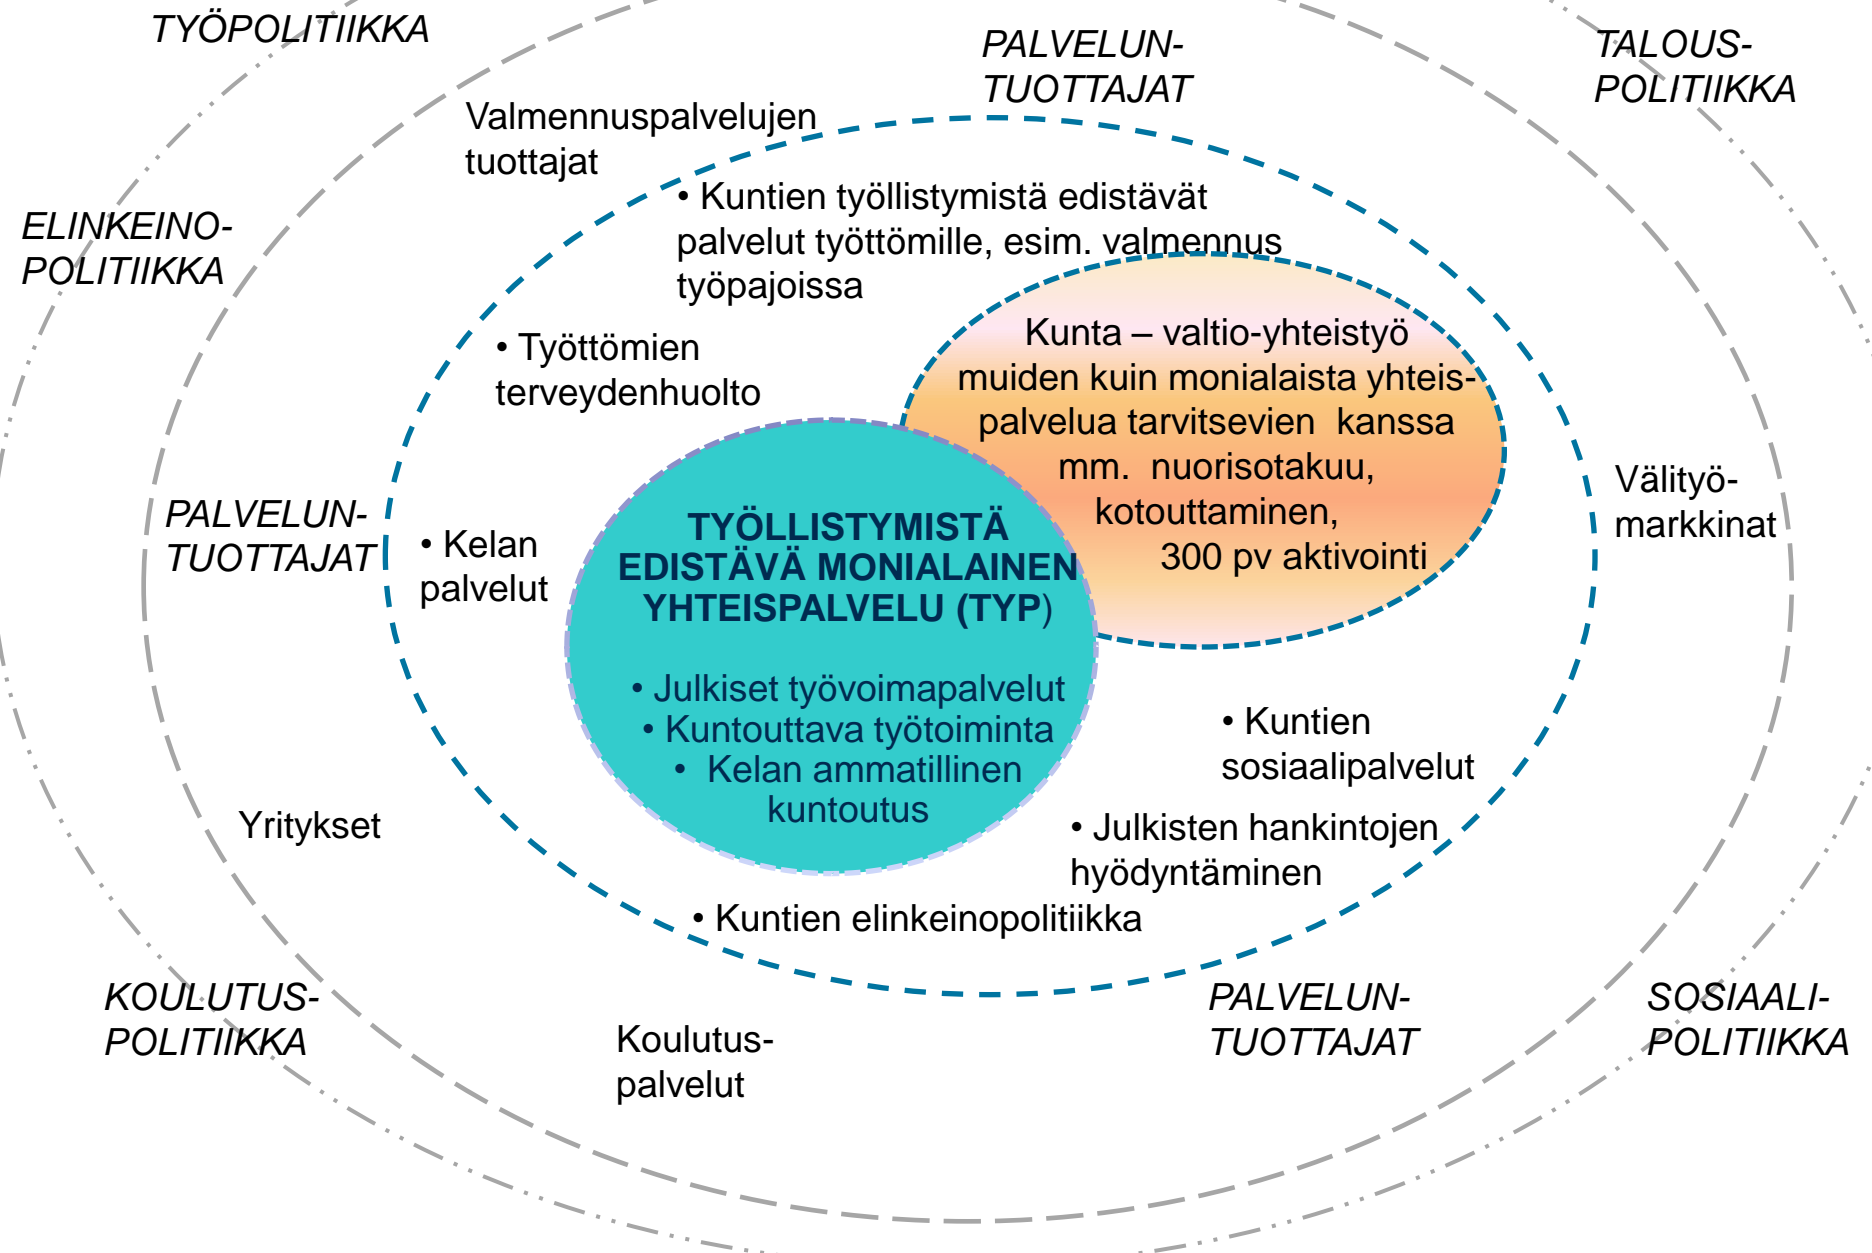 TYÖPOLITIIKKA
PALVELUN-
TUOTTAJAT
TALOUS-
POLITIIKKA
Valmennuspalvelujen
tuottajat
• Kuntien työllistymistä edistävät
palvelut työttömille, esim. valmennus
työpajoissa
ELINKEINO-
POLITIIKKA
• Työttömien
terveydenhuolto
Kunta – valtio-yhteistyö
muiden kuin monialaista yhteis-
palvelua tarvitsevien kanssa
mm. nuorisotakuu,
kotouttaminen,
300 pv aktivointi
Välityö-
markkinat
PALVELUN-
TUOTTAJAT
• Kelan
palvelut
TYÖLLISTYMISTÄ
EDISTÄVÄ MONIALAINEN
YHTEISPALVELU (TYP)
• Julkiset työvoimapalvelut
• Kuntouttava työtoiminta
• Kelan ammatillinen
kuntoutus
• Kuntien
sosiaalipalvelut
Yritykset
• Julkisten hankintojen
hyödyntäminen
• Kuntien elinkeinopolitiikka
KOULUTUS-
POLITIIKKA
Koulutus-
palvelut
PALVELUN-
TUOTTAJAT
SOSIAALI-
POLITIIKKA